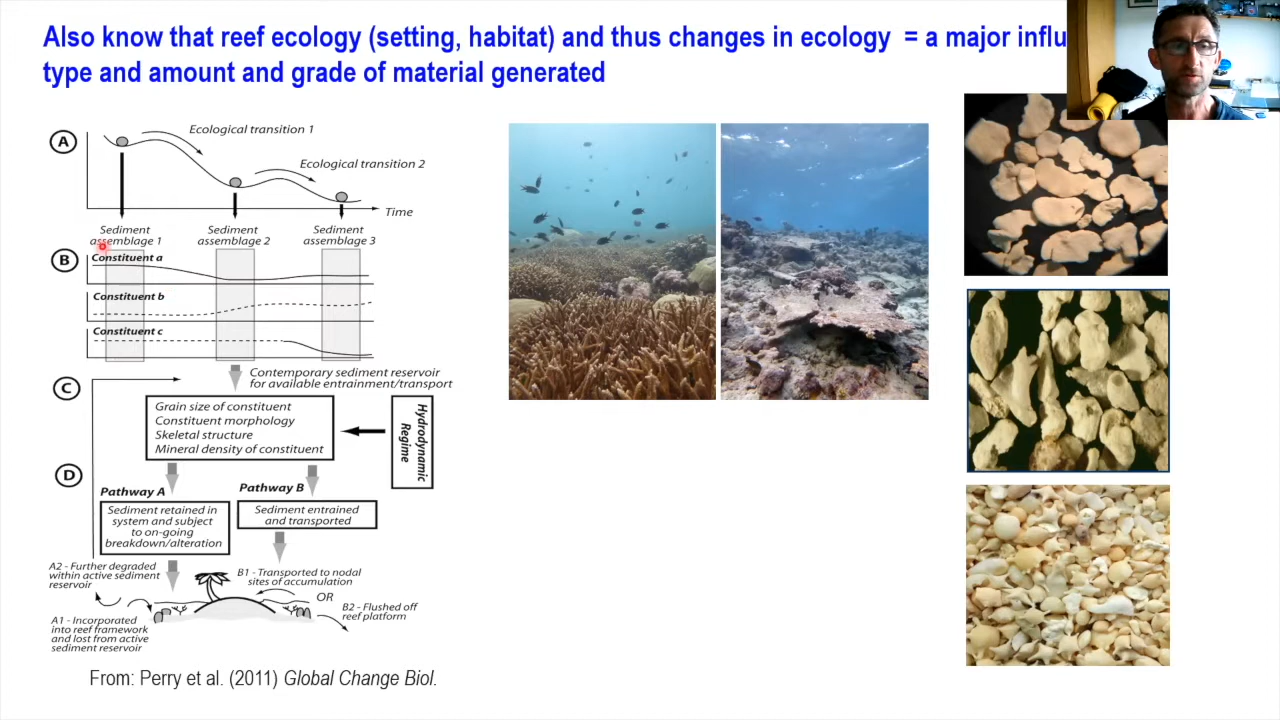 Also know that reef ecology (setting, habitat) and thus changes in ecology = a major influ
type and amount and grade of material generated
A
Ecological transition 1
Ecological transition 2
Time
Sediment
assemblage 1
Sediment
assemblage 2
Sediment
assemblage 3
B
Constituent a
Constituent b
Constituent c
Contemporary sediment reservoir
for available entrainment/transport
C
Grain size of constituent
Constituent morphology
Skeletal structure
Mineral density of constituent
Hydrodynamic
Regime
D
Pathway A
Pathway B
Sediment retained in
system and subject
to on-going
breakdown/alteration
Sediment entrained
and transported
A2 - Further degraded
within active sediment
reservoir
B1 - Transported to nodal
sites of accumulation
OR
B2 - Flushed off
reef platform
A1 - Incorporated
into reef framework
and lost from active
sediment reservoir
From: Perry et al. (2011) Global Change Biol.